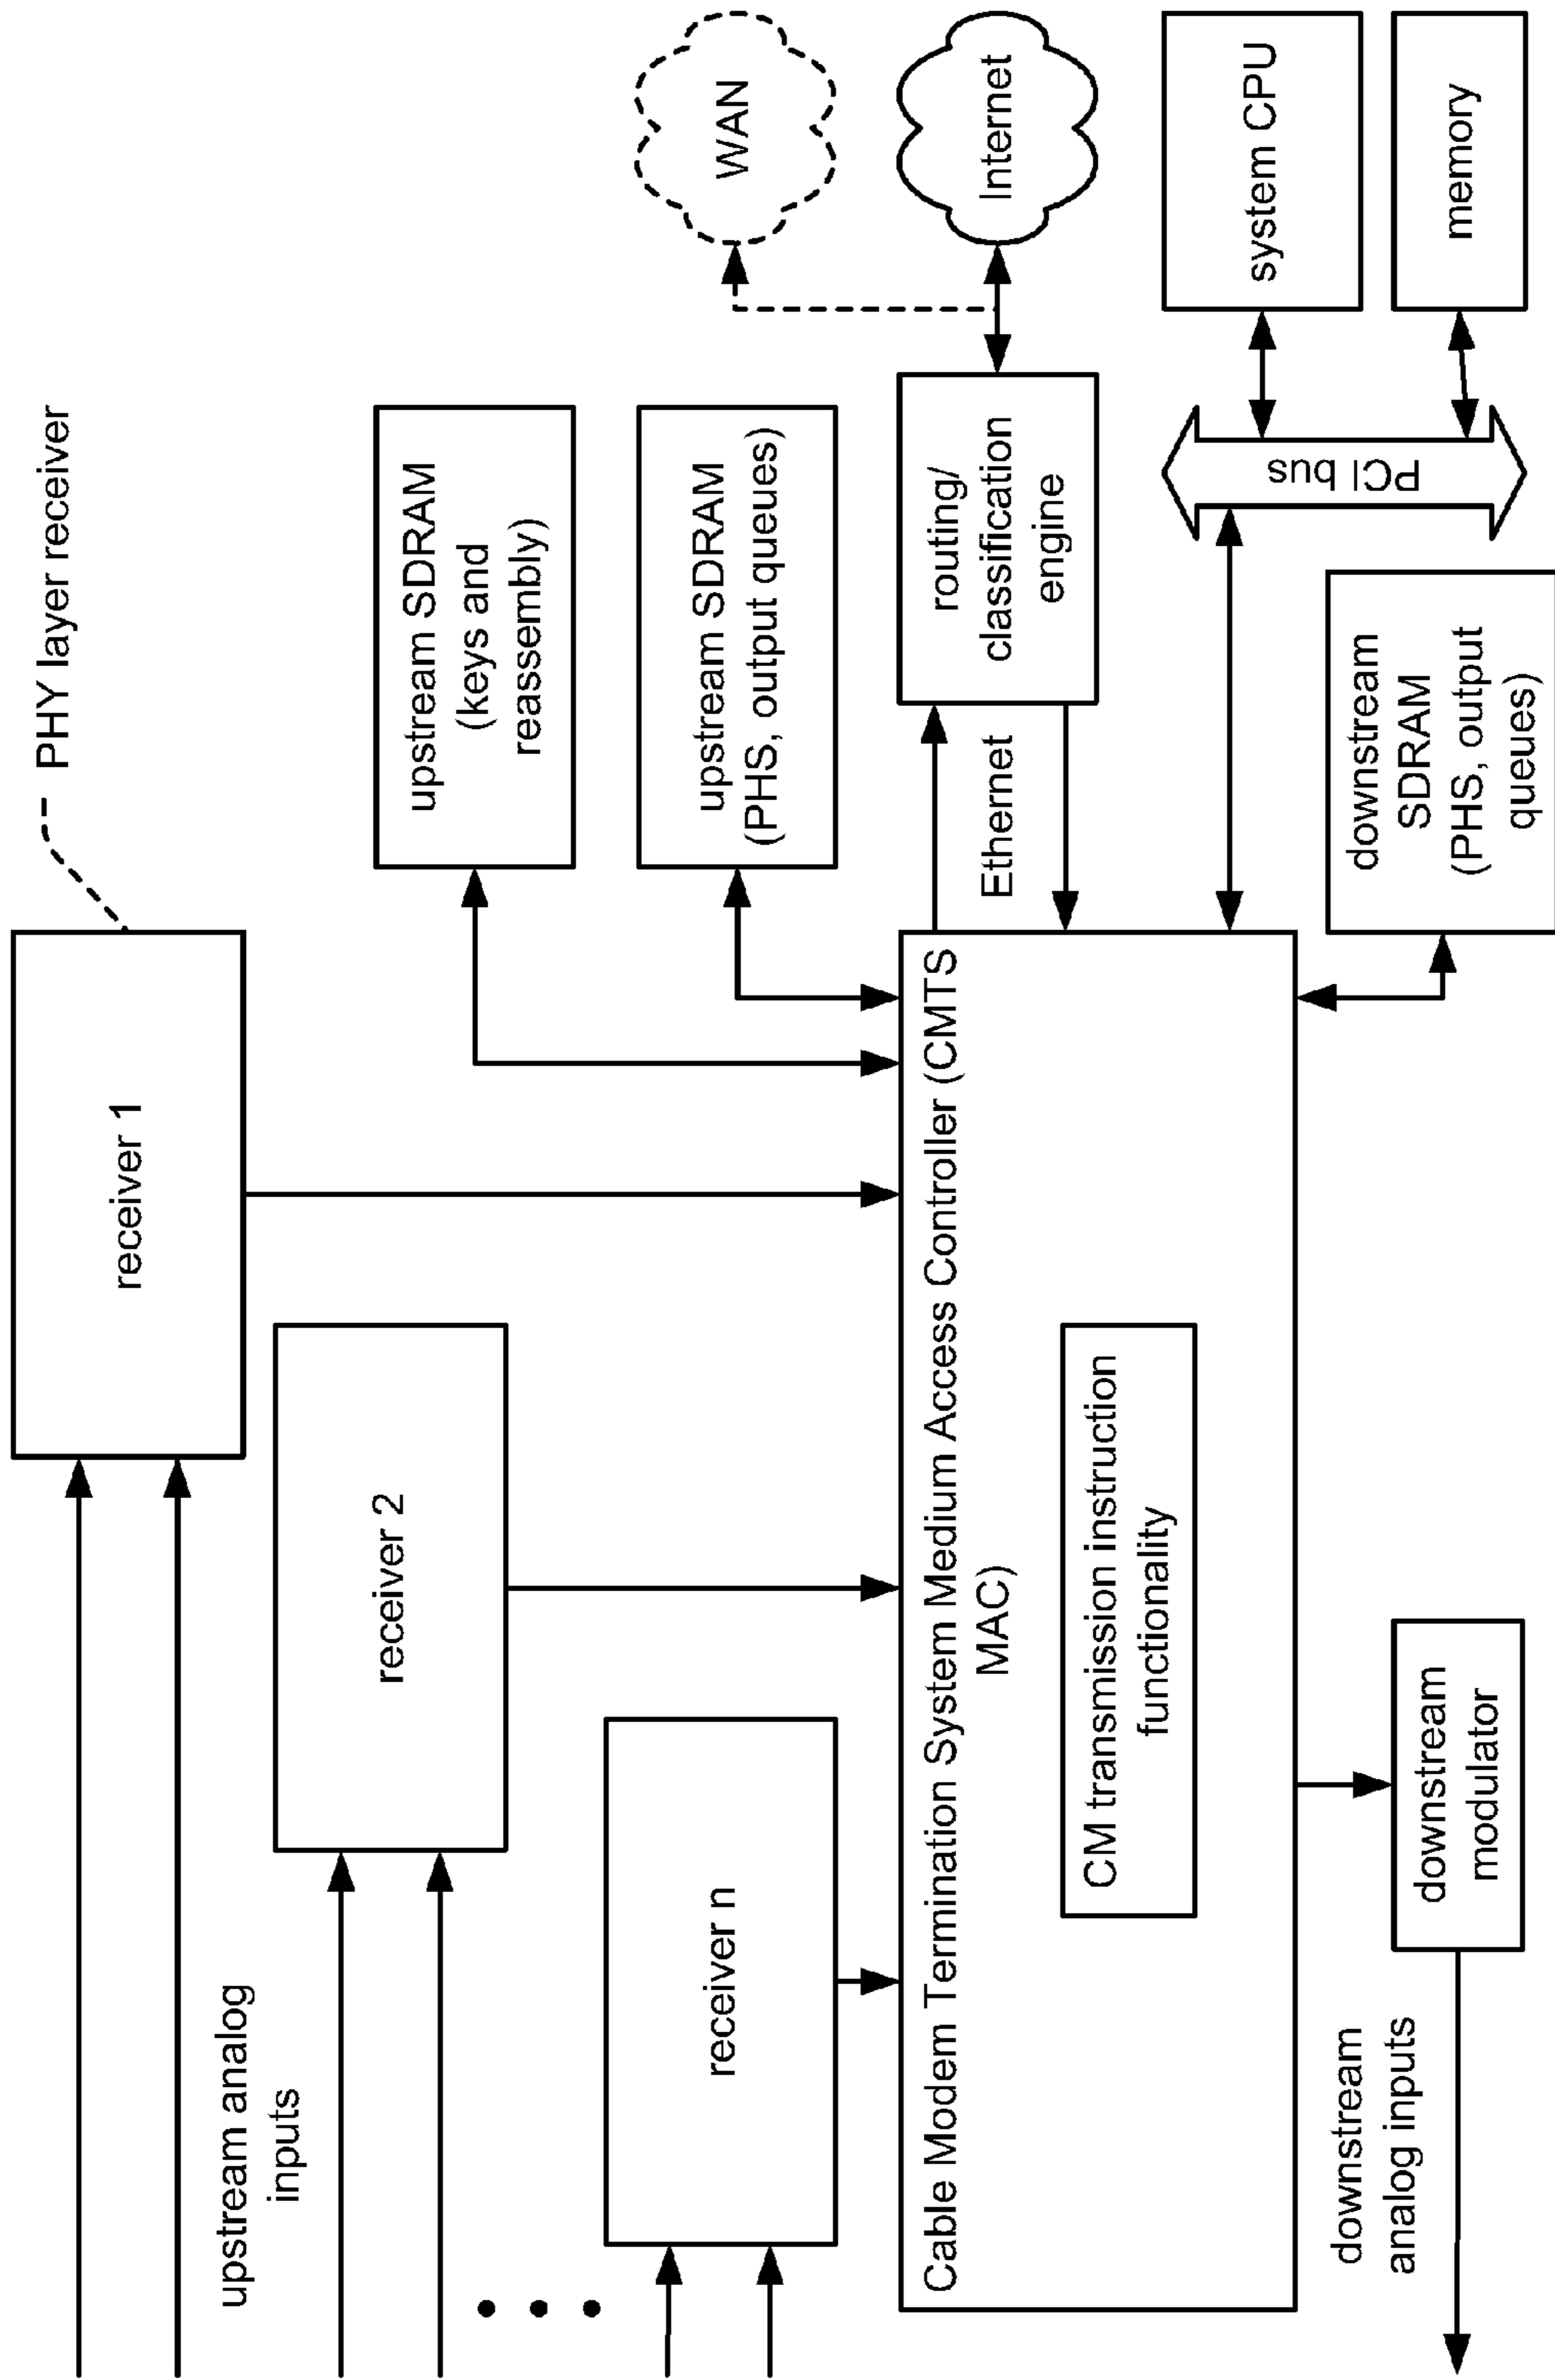 PHY layer receiver
receiver 1
upstream analog
inputs
receiver 2
receiver n
upstream SDRAM
(keys and
reassembly)
upstream SDRAM
(PHS, output queues)
WAN
Internet
routing/
classification
engine
Ethernet
Cable Modem Termination System Medium Access Controller (CMTS
MAC)
CM transmission instruction
functionality
system CPU
memory
PCI bus
downstream
SDRAM
(PHS, output
queues)
downstream
modulator
downstream
analog inputs